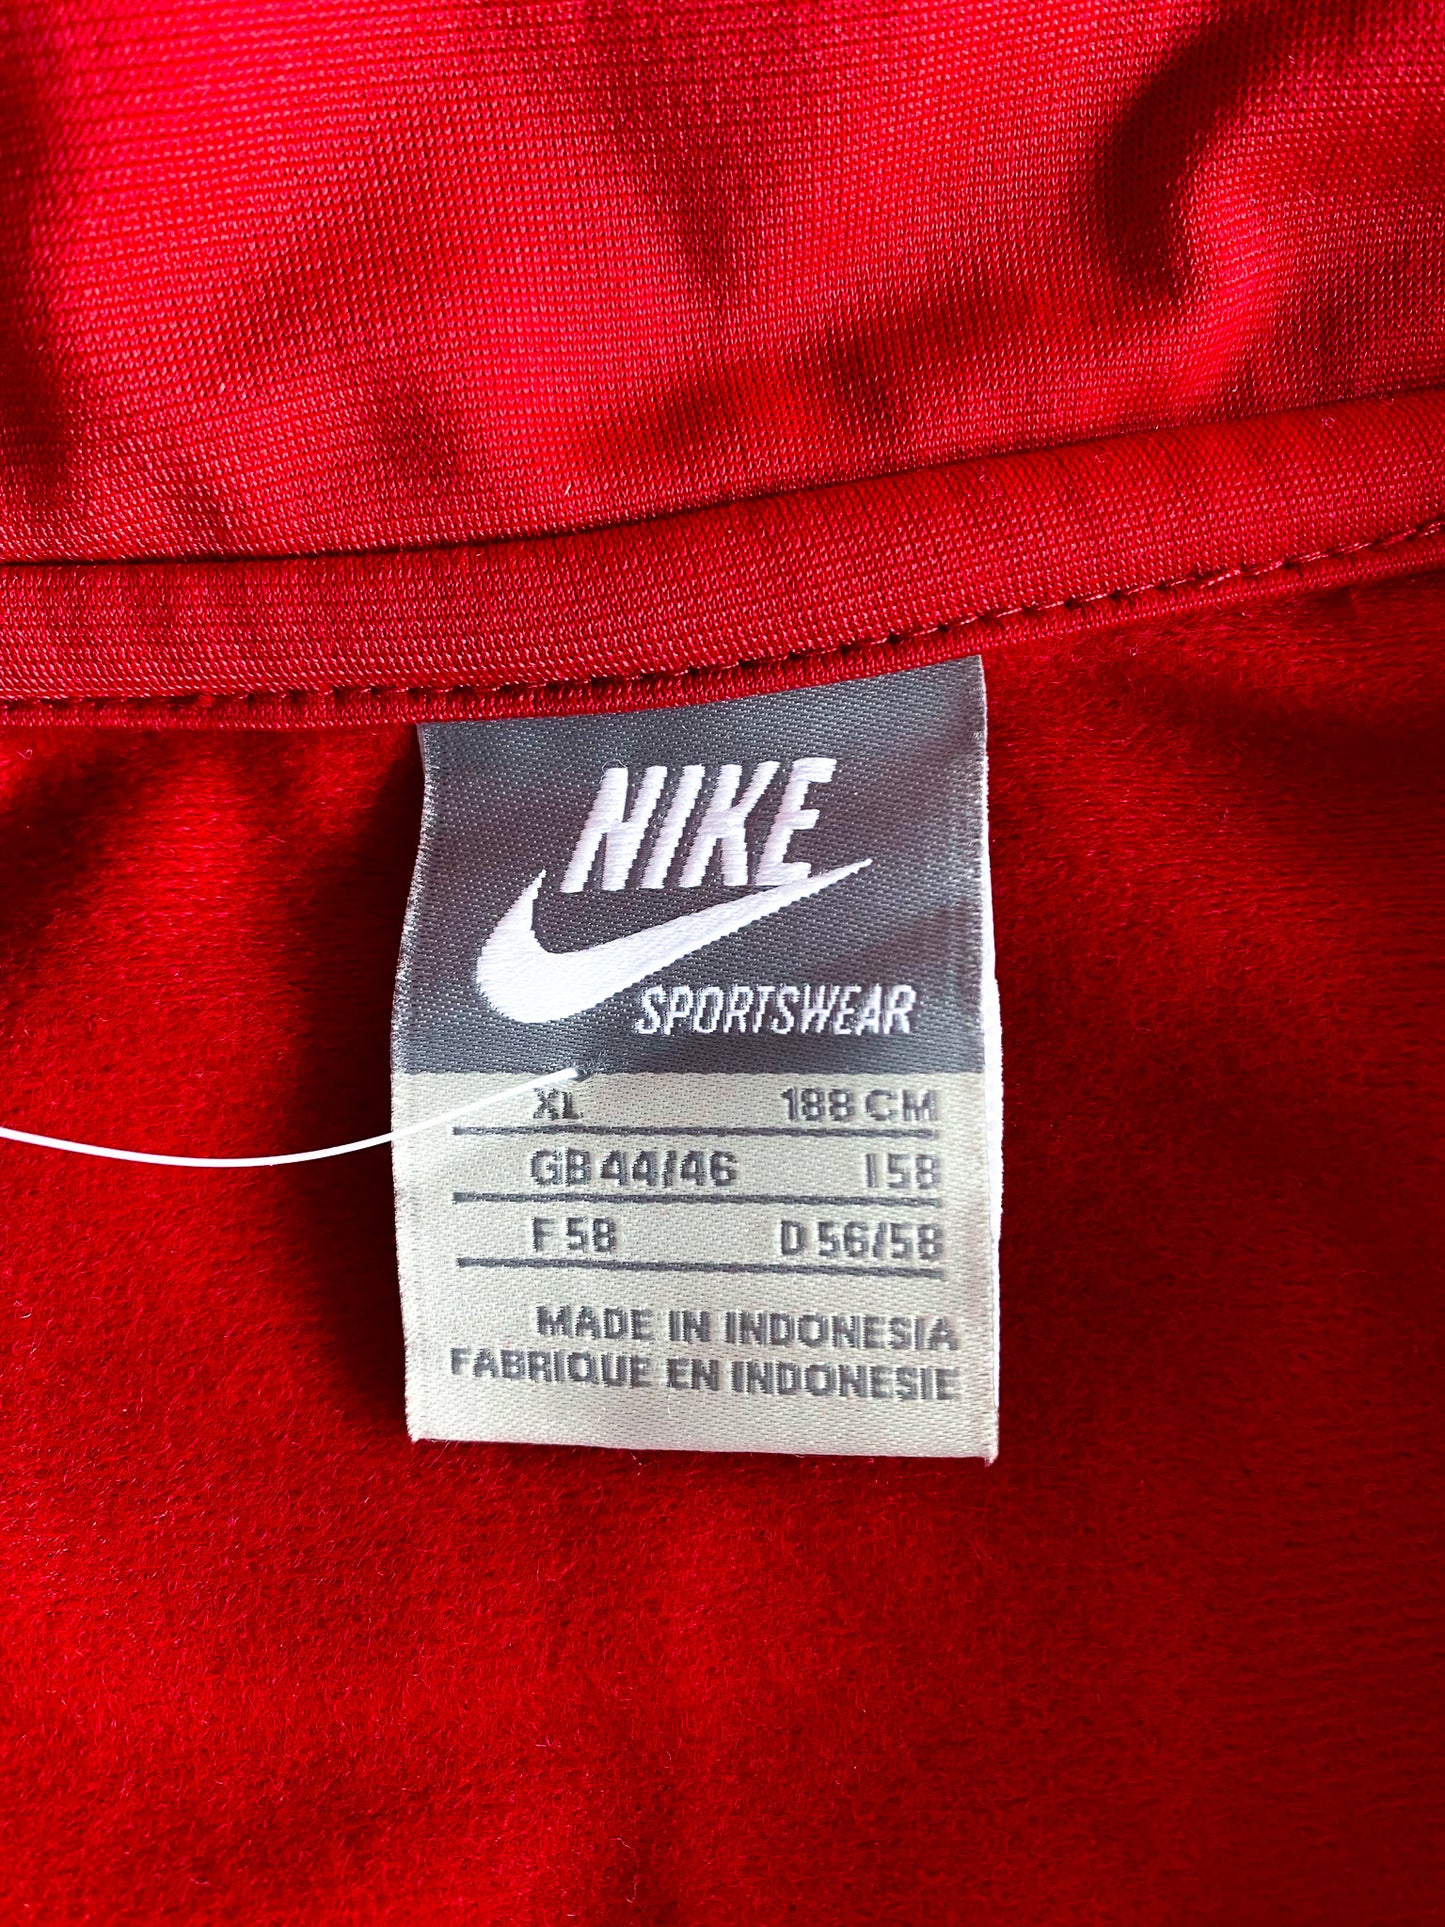 NIKE
SPORTSWEAR
XL 188 CM
GB 44/46 I 58
F 58 D 56/58
MADE IN INDONESIA
FABRIQUE EN INDONESIE